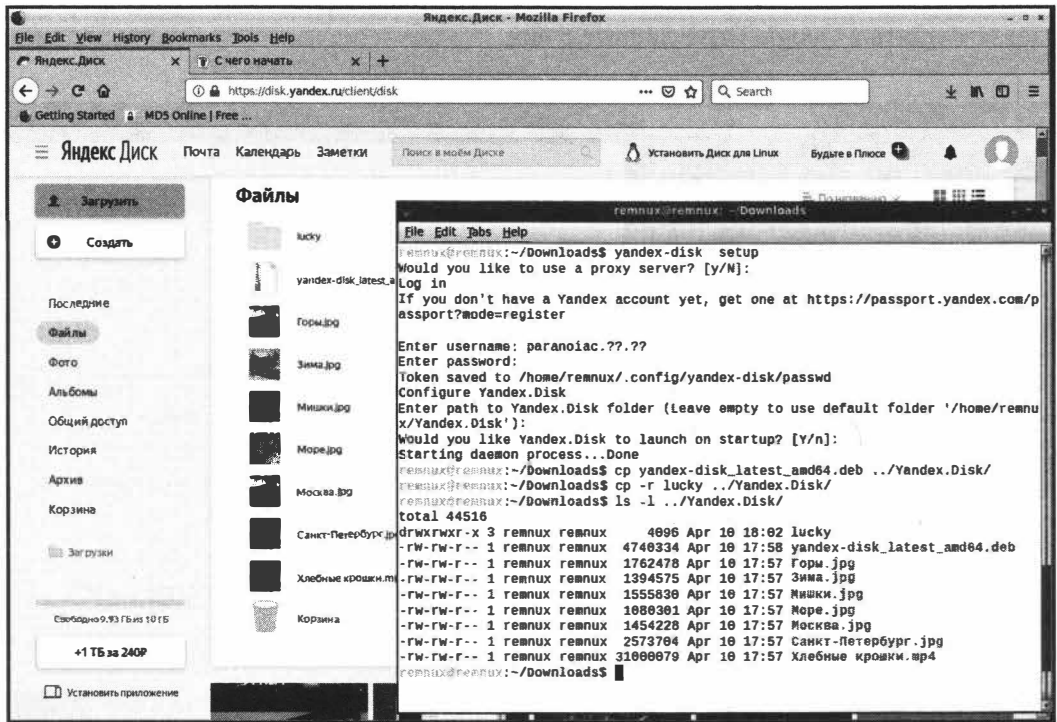 Яндекс.Диск - Mozilla Firefox
File Edit View History Bookmarks Tools Help
Яндекс.Диск × С чего начать × +
https://disk.yandex.ru/client/disk ••• Search
Getting Started MD5 Online | Free ...
Яндекс Диск Почта Календарь Заметки Поиск в моём Диске Установить Диск для Linux Будьте в Плюсе
Загрузить
Создать
Последние
Файлы
Фото
Альбомы
Общий доступ
История
Архив
Корзина
Загрузки
Свободно 9.93 ГБ из 10 ГБ
+1 ТБ за 240₽
Установить приложение
Файлы
По названию
lucky
yandex-disk_latest_a
Горы.jpg
Зима.jpg
Мишки.jpg
Море.jpg
Москва.jpg
Санкт-Петербург.jp
Хлебные крошки.m
Корзина
remnux@remnux: ~/Downloads
File Edit Tabs Help
remnux@remnux:~/Downloads$ yandex-disk  setup
Would you like to use a proxy server? [y/N]:
Log in
If you don't have a Yandex account yet, get one at https://passport.yandex.com/p
assport?mode=register
Enter username: paranoiac.??.??
Enter password:
Token saved to /home/remnux/.config/yandex-disk/passwd
Configure Yandex.Disk
Enter path to Yandex.Disk folder (Leave empty to use default folder '/home/remnu
x/Yandex.Disk'):
Would you like Yandex.Disk to launch on startup? [Y/n]:
Starting daemon process...Done
remnux@remnux:~/Downloads$ cp yandex-disk_latest_amd64.deb ../Yandex.Disk/
remnux@remnux:~/Downloads$ cp -r lucky ../Yandex.Disk/
remnux@remnux:~/Downloads$ ls -l ../Yandex.Disk/
total 44516
drwxrwxr-x 3 remnux remnux     4096 Apr 10 18:02 lucky
-rw-rw-r-- 1 remnux remnux  4740334 Apr 10 17:58 yandex-disk_latest_amd64.deb
-rw-rw-r-- 1 remnux remnux  1762478 Apr 10 17:57 Горы.jpg
-rw-rw-r-- 1 remnux remnux  1394575 Apr 10 17:57 Зима.jpg
-rw-rw-r-- 1 remnux remnux  1555830 Apr 10 17:57 Мишки.jpg
-rw-rw-r-- 1 remnux remnux  1080301 Apr 10 17:57 Море.jpg
-rw-rw-r-- 1 remnux remnux  1454228 Apr 10 17:57 Москва.jpg
-rw-rw-r-- 1 remnux remnux  2573704 Apr 10 17:57 Санкт-Петербург.jpg
-rw-rw-r-- 1 remnux remnux 31000079 Apr 10 17:57 Хлебные крошки.mp4
remnux@remnux:~/Downloads$